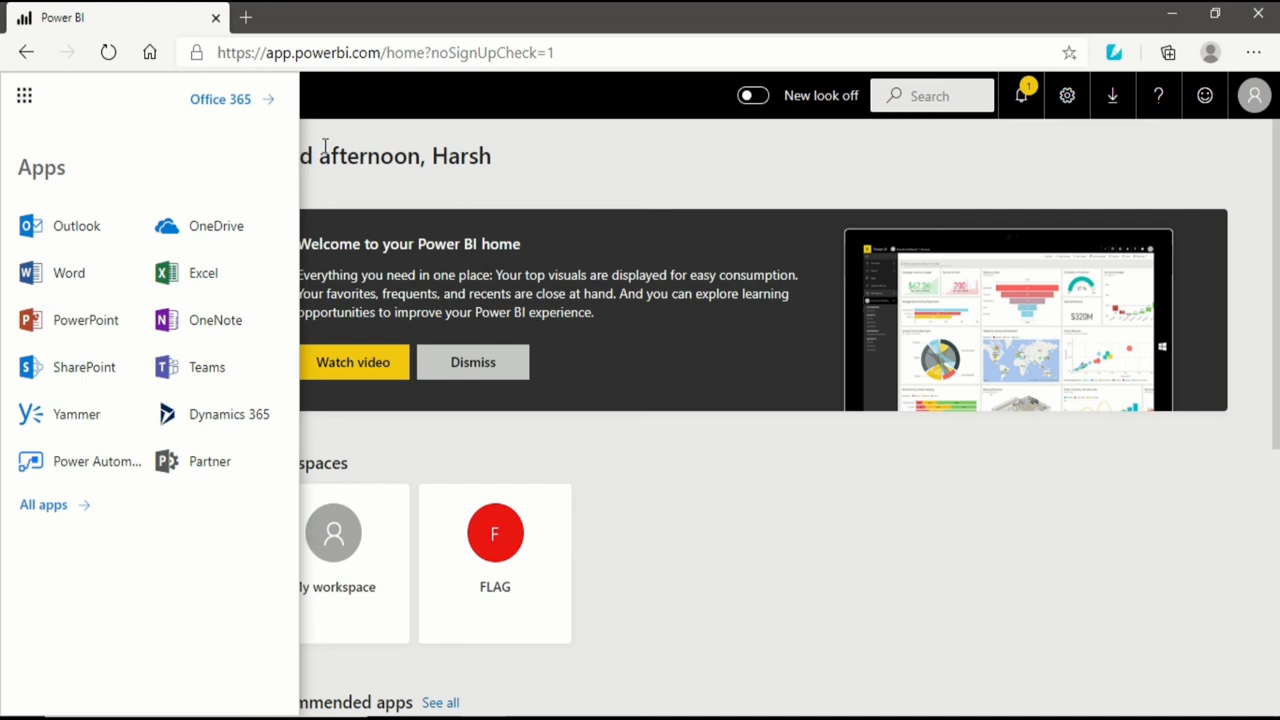 Power BI
https://app.powerbi.com/home?noSignUpCheck=1
Office 365
New look off
Search
1
d afternoon, Harsh
Apps
Outlook
OneDrive
Word
Excel
PowerPoint
OneNote
SharePoint
Teams
Yammer
Dynamics 365
Power Autom...
Partner
All apps
Welcome to your Power BI home
Everything you need in one place: Your top visuals are displayed for easy consumption.
Your favorites, frequents, and recents are close at hand. And you can explore learning
opportunities to improve your Power BI experience.
Watch video
Dismiss
spaces
F
ly workspace
FLAG
mmended apps
See all